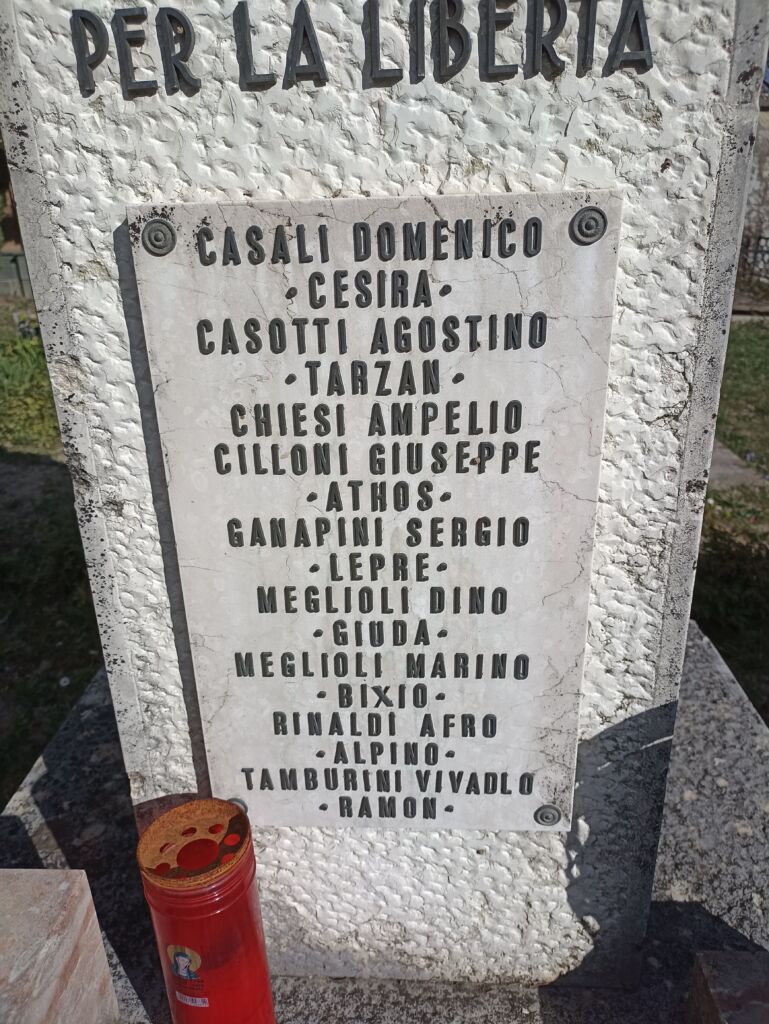 PER LA LIBERTÀ
CASALI DOMENICO
·CESIRA·
CASOTTI AGOSTINO
·TARZAN·
CHIESI AMPELIO
CILLONI GIUSEPPE
·ATHOS·
GANAPINI SERGIO
·LEPRE·
MEGLIOLI DINO
·GIUDA·
MEGLIOLI MARINO
·BIXIO·
RINALDI AFRO
·ALPINO·
TAMBURINI VIVADLO
·RAMON·